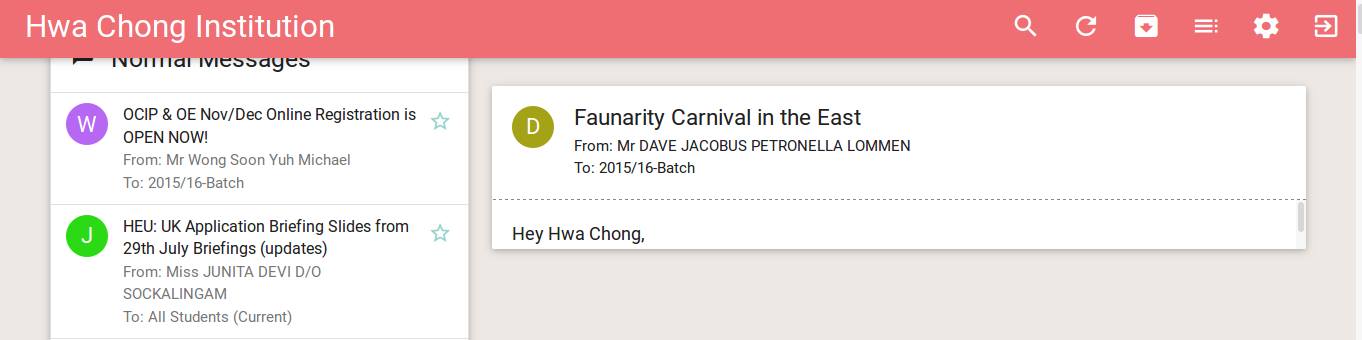 Hwa Chong Institution
Normal Messages
W
OCIP & OE Nov/Dec Online Registration is
OPEN NOW!
From: Mr Wong Soon Yuh Michael
To: 2015/16-Batch
J
HEU: UK Application Briefing Slides from
29th July Briefings (updates)
From: Miss JUNITA DEVI D/O
SOCKALINGAM
To: All Students (Current)
D
Faunarity Carnival in the East
From: Mr DAVE JACOBUS PETRONELLA LOMMEN
To: 2015/16-Batch
Hey Hwa Chong,